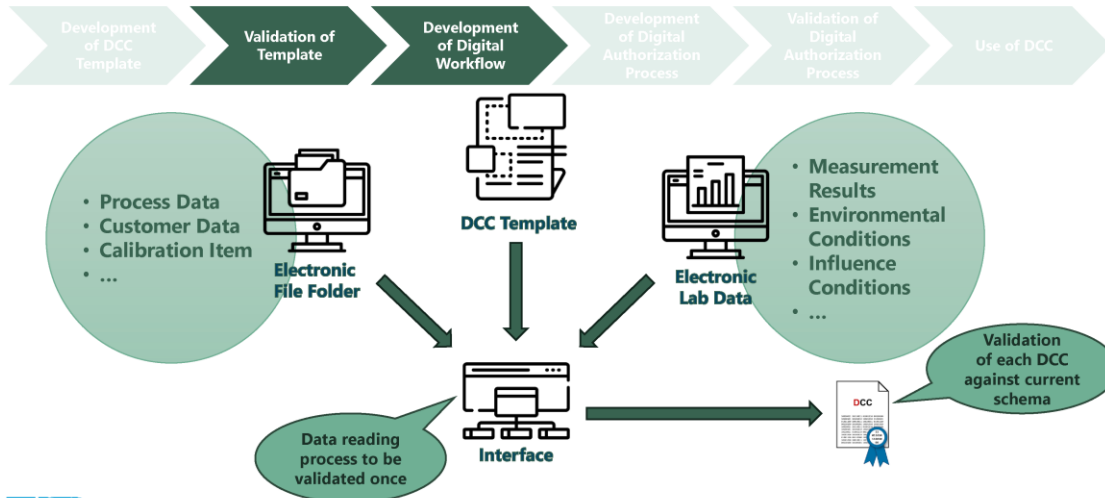 Development
of DCC
Template
Validation of
Template
Development
of Digital
Workflow
Development
of Digital
Authorization
Process
Validation of
Digital
Authorization
Process
Use of DCC
• Process Data
• Customer Data
• Calibration Item
• ...
Electronic
File Folder
DCC Template
Electronic
Lab Data
• Measurement
Results
• Environmental
Conditions
• Influence
Conditions
• ...
Data reading
process to be
validated once
Interface
DCC
Validation
of each DCC
against current
schema